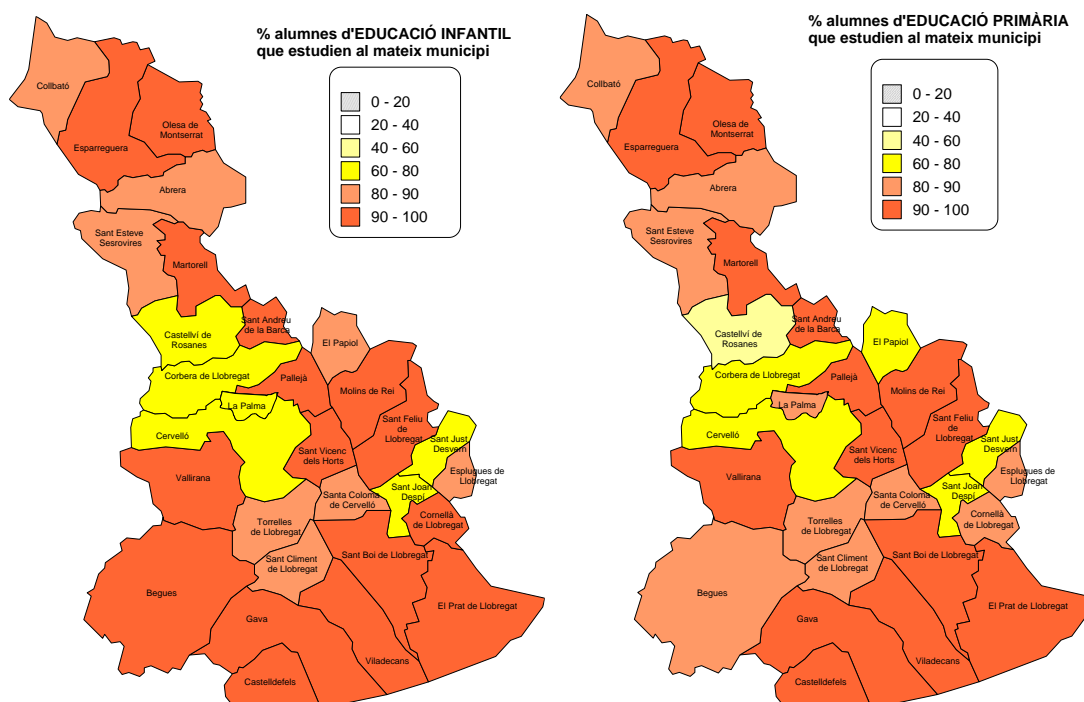 % alumnes d'EDUCACIÓ INFANTIL
que estudien al mateix municipi
0 - 20
20 - 40
40 - 60
60 - 80
80 - 90
90 - 100
Collbató
Olesa de
Montserrat
Esparreguera
Abrera
Sant Esteve
Sesrovires
Martorell
Sant Andreu
de la Barca
Castellví de
Rosanes
El Papiol
Corbera de Llobregat
Pallejà
Molins de Rei
La Palma
Sant Feliu
de
Llobregat
Cervelló
Sant Just
Desvern
Sant Vicenc
dels Horts
Esplugues de
Llobregat
Vallirana
Sant Joan
Despí
Santa Coloma
de Cervelló
Cornellà
de Llobregat
Torrelles
de Llobregat
Sant Boi de Llobregat
Sant Climent
de Llobregat
Begues
El Prat de Llobregat
Gava
Viladecans
Castelldefels
% alumnes d'EDUCACIÓ PRIMÀRIA
que estudien al mateix municipi
0 - 20
20 - 40
40 - 60
60 - 80
80 - 90
90 - 100
Collbató
Olesa de
Montserrat
Esparreguera
Abrera
Sant Esteve
Sesrovires
Martorell
Sant Andreu
de la Barca
Castellví de
Rosanes
El Papiol
Corbera de Llobregat
Pallejà
Molins de Rei
La Palma
Sant Feliu
de
Llobregat
Cervelló
Sant Just
Desvern
Sant Vicenc
dels Horts
Esplugues de
Llobregat
Vallirana
Sant Joan
Despí
Santa Coloma
de Cervelló
Cornellà
de Llobregat
Torrelles
de Llobregat
Sant Boi de Llobregat
Sant Climent
de Llobregat
Begues
El Prat de Llobregat
Gava
Viladecans
Castelldefels